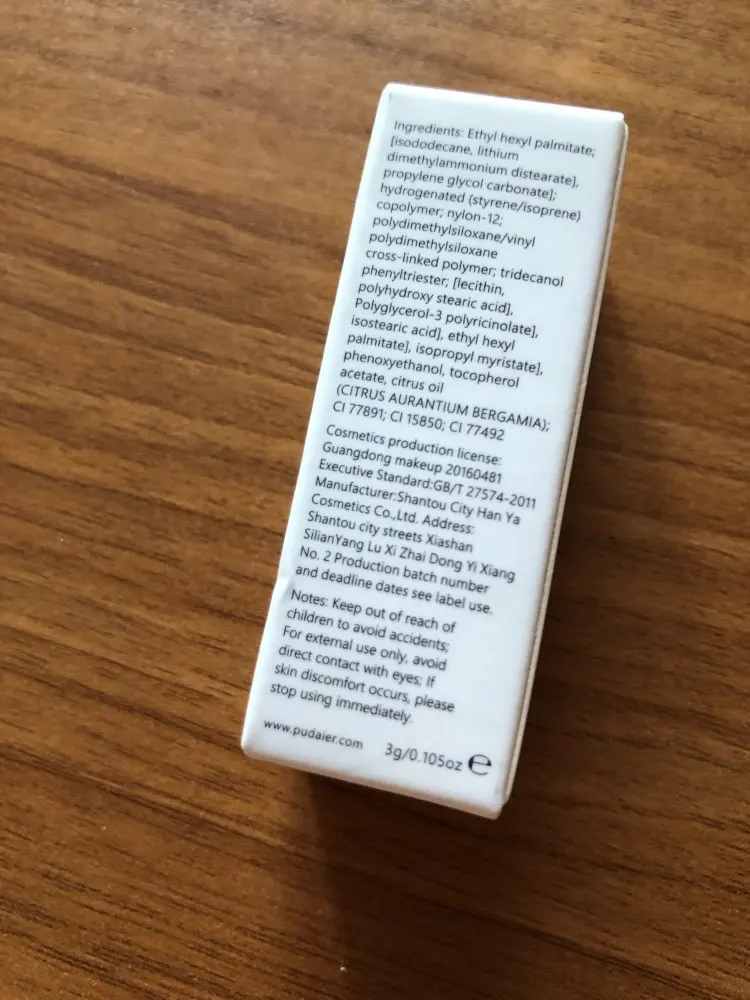 Ingredients: Ethyl hexyl palmitate;
[isododecane, lithium
dimethylammonium distearate],
propylene glycol carbonate];
hydrogenated (styrene/isoprene)
copolymer; nylon-12;
polydimethylsiloxane/vinyl
polydimethylsiloxane
cross-linked polymer; tridecanol
phenyltriester; [lecithin,
polyhydroxy stearic acid],
Polyglycerol-3 polyricinolate],
isostearic acid], ethyl hexyl
palmitate], isopropyl myristate],
phenoxyethanol, tocopherol
acetate, citrus oil
(CITRUS AURANTIUM BERGAMIA);
CI 77891; CI 15850; CI 77492
Cosmetics production license:
Guangdong makeup 20160481
Executive Standard:GB/T 27574-2011
Manufacturer:Shantou City Han Ya
Cosmetics Co.,Ltd. Address:
Shantou city streets Xiashan
SilianYang Lu Xi Zhai Dong Yi Xiang
No. 2 Production batch number
and deadline dates see label use.
Notes: Keep out of reach of
children to avoid accidents;
For external use only, avoid
direct contact with eyes; If
skin discomfort occurs, please
stop using immediately.
www.pudaier.com 3g/0.105oz ℮